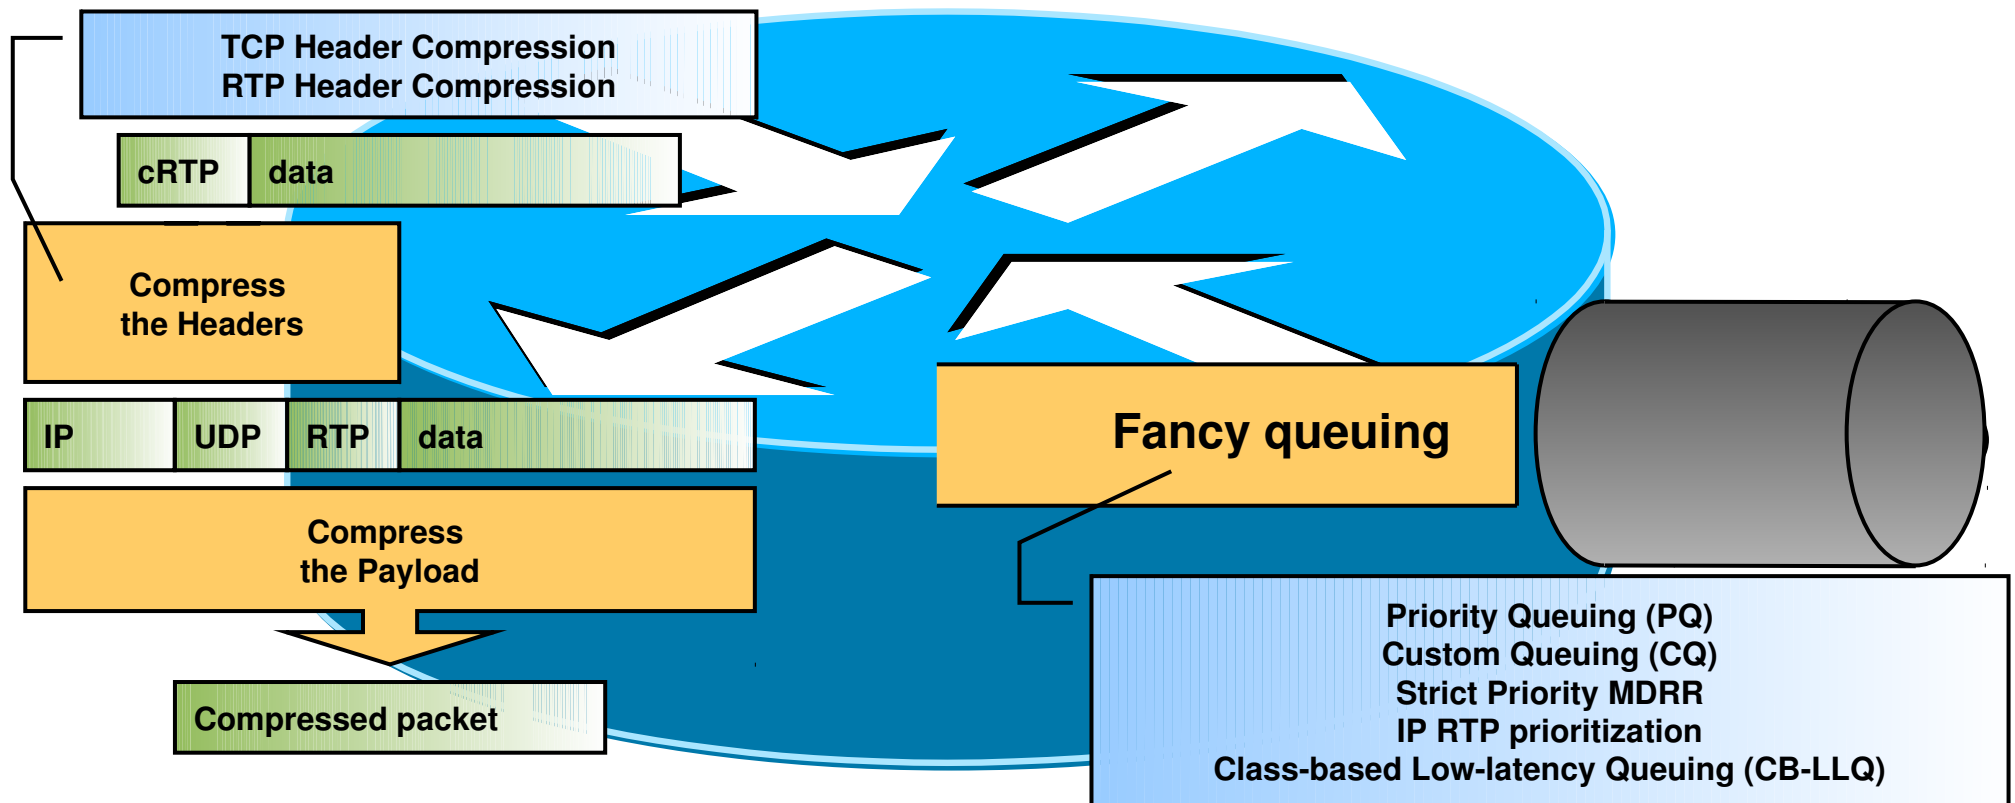 TCP Header Compression
RTP Header Compression
cRTP data
Compress
the Headers
IP UDP RTP data
Compress
the Payload
Compressed packet
Fancy queuing
Priority Queuing (PQ)
Custom Queuing (CQ)
Strict Priority MDRR
IP RTP prioritization
Class-based Low-latency Queuing (CB-LLQ)